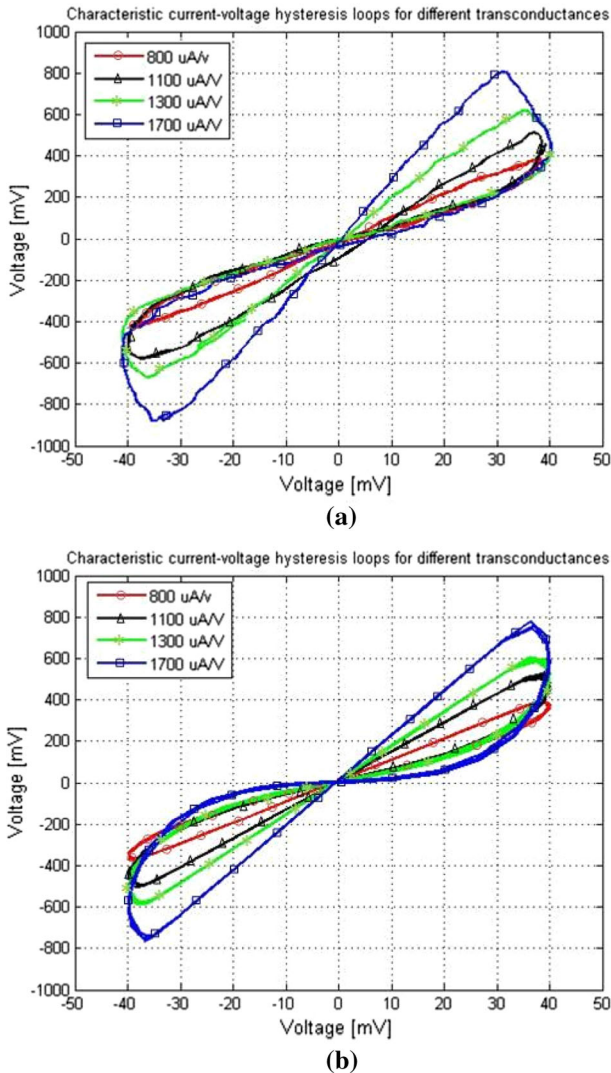 Characteristic current-voltage hysteresis loops for different transconductances
1000
800
600
400
200
0
-200
-400
-600
-800
-1000
Voltage [mV]
800 uA/v
1100 uA/V
1300 uA/V
1700 uA/V
-50 -40 -30 -20 -10 0 10 20 30 40 50
Voltage [mV]
(a)
Characteristic current-voltage hysteresis loops for different transconductances
1000
800
600
400
200
0
-200
-400
-600
-800
-1000
Voltage [mV]
800 uA/v
1100 uA/V
1300 uA/V
1700 uA/V
-50 -40 -30 -20 -10 0 10 20 30 40 50
Voltage [mV]
(b)